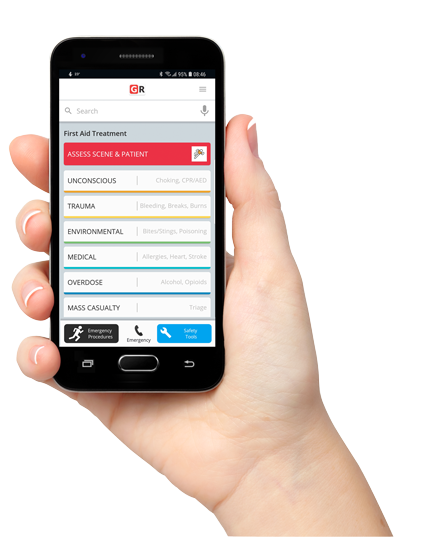 69° 95% 08:46
GR
Search
First Aid Treatment
ASSESS SCENE & PATIENT
UNCONSCIOUS Choking, CPR/AED
TRAUMA Bleeding, Breaks, Burns
ENVIRONMENTAL Bites/Stings, Poisoning
MEDICAL Allergies, Heart, Stroke
OVERDOSE Alcohol, Opioids
MASS CASUALTY Triage
Emergency
Procedures
Emergency
Safety
Tools